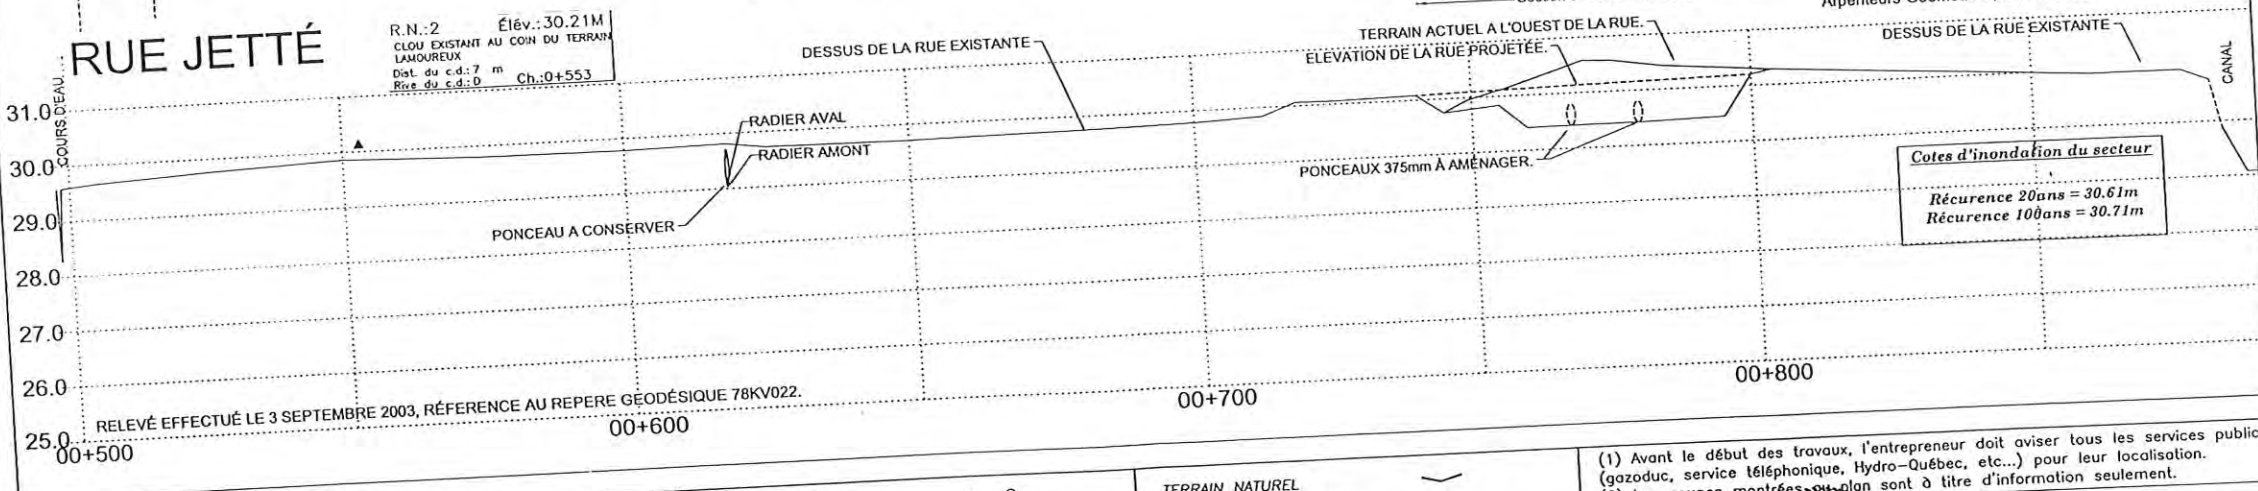 RUE JETTÉ
R.N.:2 Élév.:30.21M
CLOU EXISTANT AU COIN DU TERRAIN
LAMOUREUX
Dist. du c.d.:7 m
Rive du c.d.:D Ch.:0+553
DESSUS DE LA RUE EXISTANTE
TERRAIN ACTUEL A L'OUEST DE LA RUE.
ELEVATION DE LA RUE PROJETÉE.
DESSUS DE LA RUE EXISTANTE
CANAL
COURS D'EAU
31.0
30.0
29.0
28.0
27.0
26.0
25.0
RADIER AVAL
RADIER AMONT
PONCEAU A CONSERVER
PONCEAUX 375mm À AMÉNAGER.
Cotes d'inondation du secteur
Récurence 20ans = 30.61m
Récurence 100ans = 30.71m
RELEVÉ EFFECTUÉ LE 3 SEPTEMBRE 2003, RÉFERENCE AU REPERE GEODÉSIQUE 78KV022.
00+500
00+600
00+700
00+800
TERRAIN NATUREL
(1) Avant le début des travaux, l'entrepreneur doit aviser tous les services public
(gazoduc, service téléphonique, Hydro-Québec, etc...) pour leur localisation.
plan sont à titre d'information seulement.